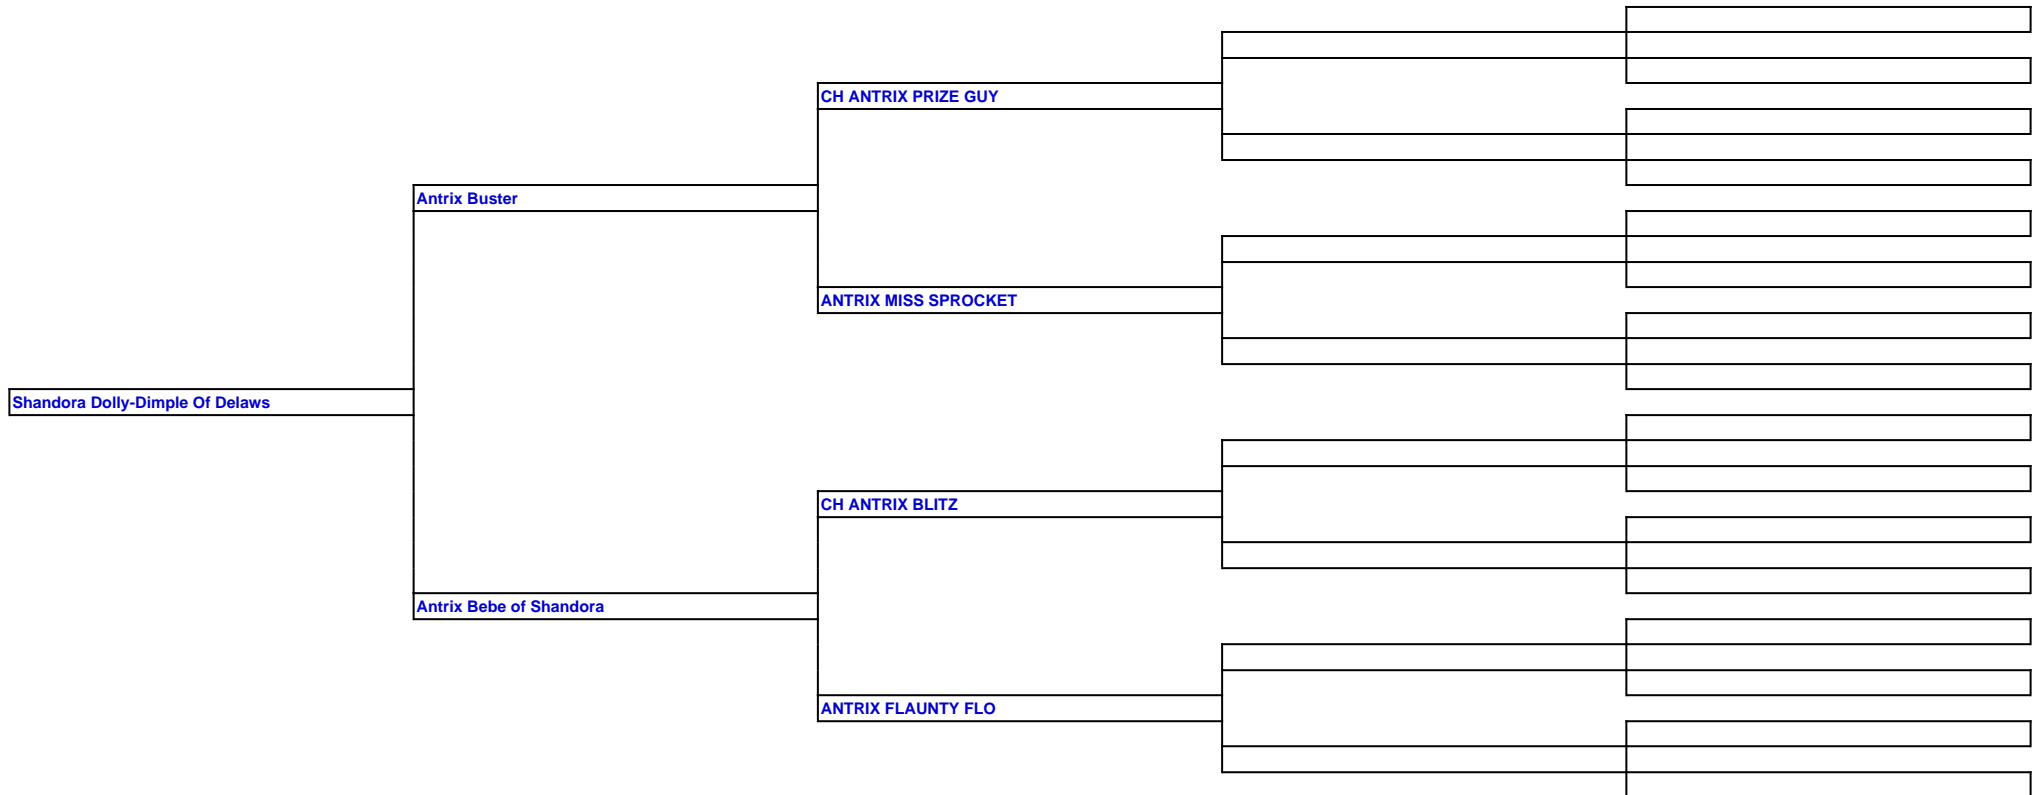 CH ANTRIX PRIZE GUY
Antrix Buster
ANTRIX MISS SPROCKET
Shandora Dolly-Dimple Of Delaws
CH ANTRIX BLITZ
Antrix Bebe of Shandora
ANTRIX FLAUNTY FLO